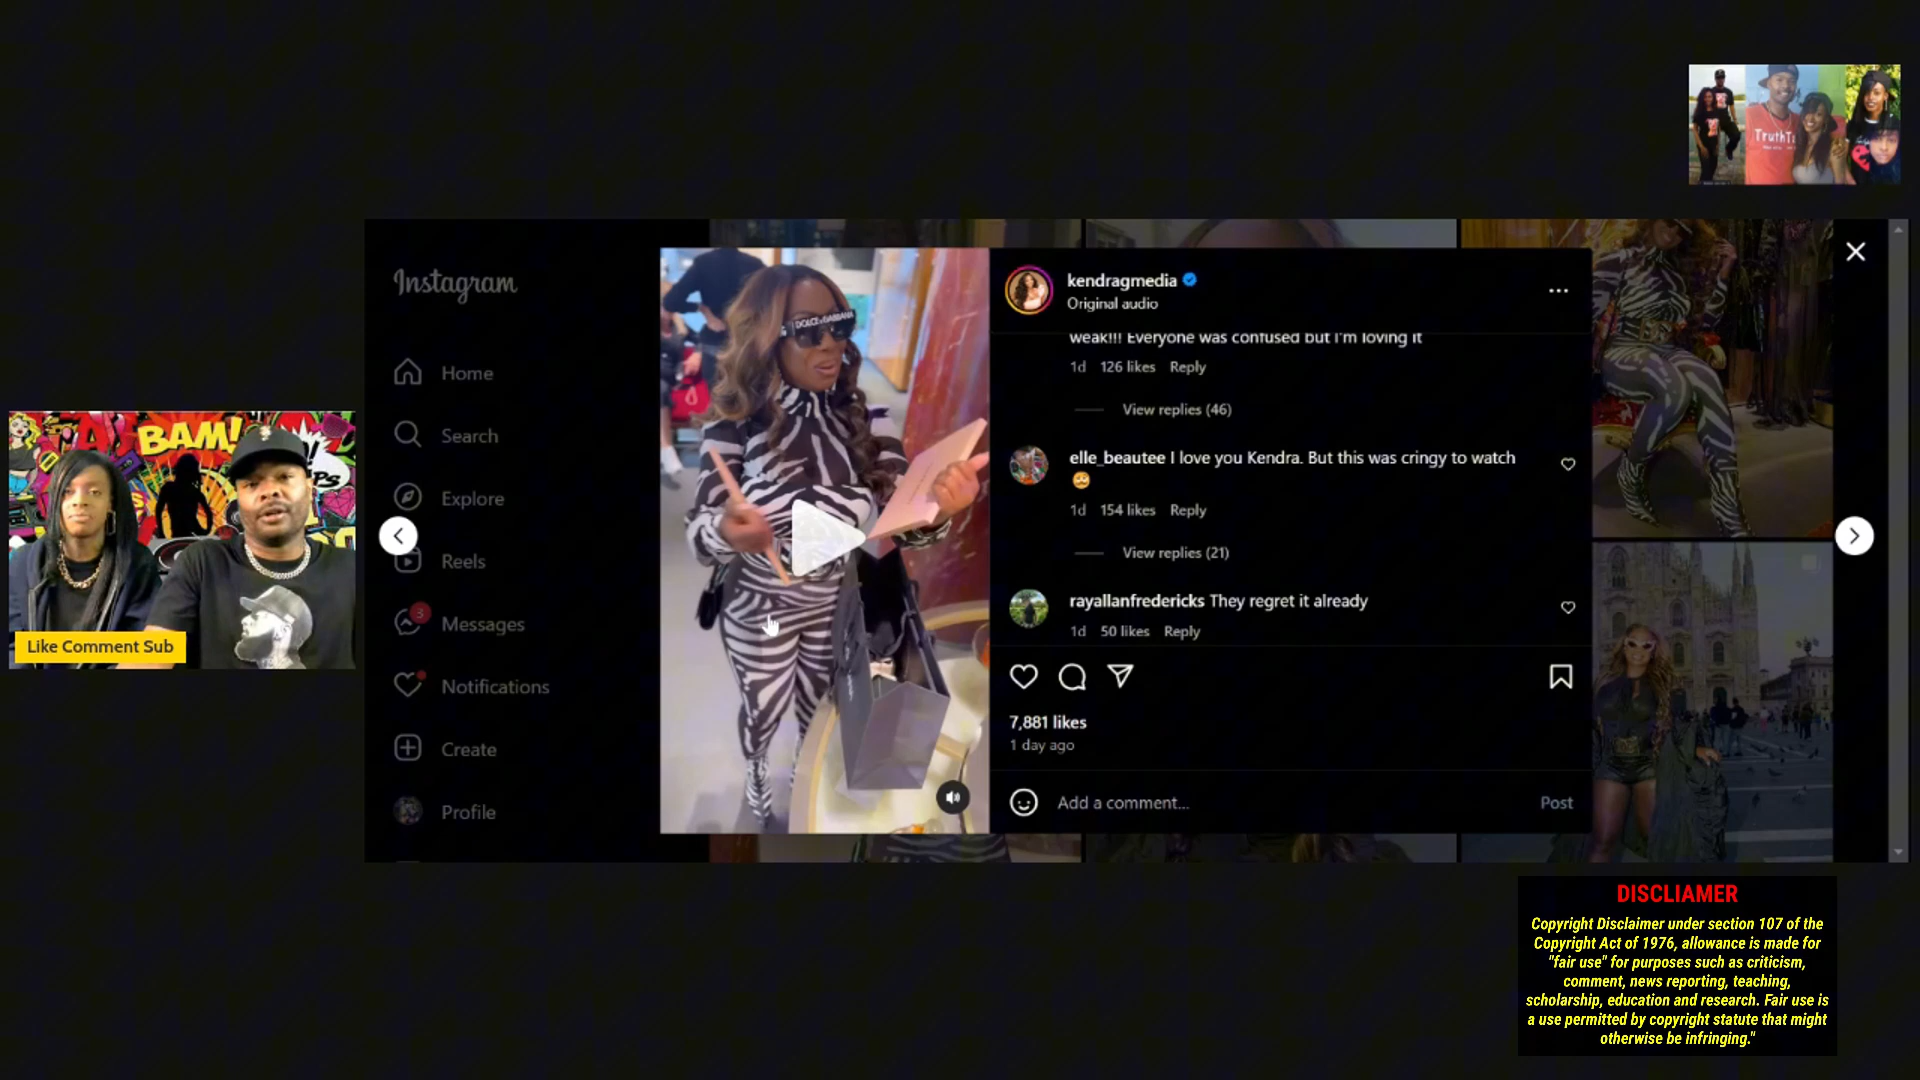 TruthT
Instagram
Home
Search
Explore
Reels
3
Messages
Notifications
Create
Profile
BAM!
Like Comment Sub
DOLCE & GABBANA
kendragmedia
Original audio
weak!!! Everyone was confused but I'm loving it
1d 126 likes Reply
View replies (46)
elle_beautee I love you Kendra. But this was cringy to watch
1d 154 likes Reply
View replies (21)
rayallanfredericks They regret it already
1d 50 likes Reply
7,881 likes
1 day ago
Add a comment...
Post
DISCLIAMER
Copyright Disclaimer under section 107 of the
Copyright Act of 1976, allowance is made for
"fair use" for purposes such as criticism,
comment, news reporting, teaching,
scholarship, education and research. Fair use is
a use permitted by copyright statute that might
otherwise be infringing."